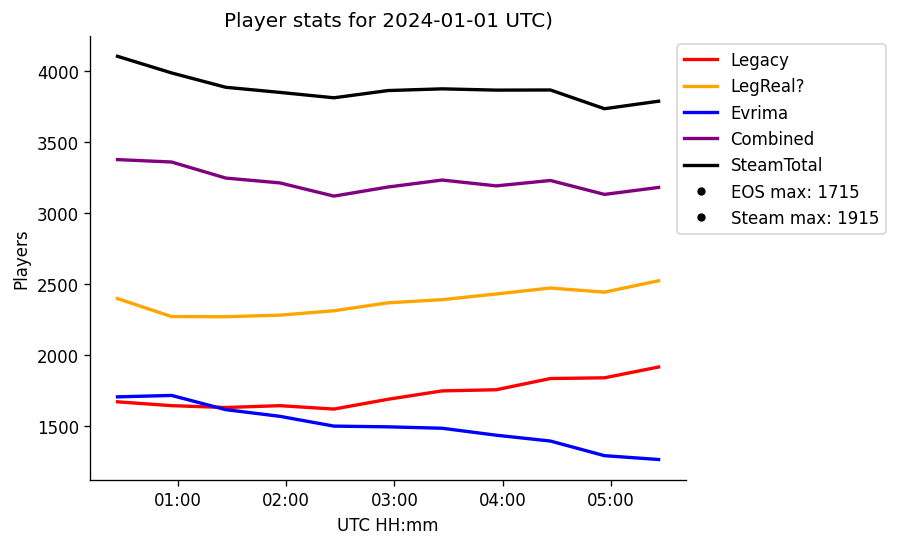 Player stats for 2024-01-01 UTC)
Legacy
LegReal?
Evrima
Combined
SteamTotal
EOS max: 1715
Steam max: 1915
Players
4000
3500
3000
2500
2000
1500
01:00 02:00 03:00 04:00 05:00
UTC HH:mm